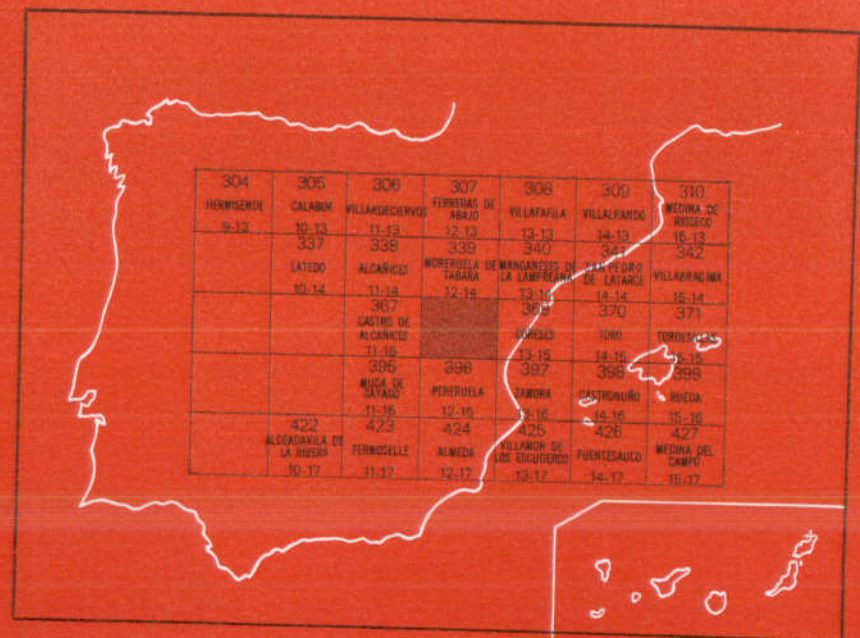 304 305 306 307 308 309 310
HERMISENDE CALABOR VILLARDECIERVOS FERRERAS DE ABAJO VILLAFAFILA VILLALPANDO MEDINA DE RIOSECO
9-13 10-13 11-13 12-13 13-13 14-13 15-13
337 338 339 340 341 342
LATEDO ALCAÑICES MORERUELA DE TABARA MANGANESES DE LA LAMPREANA SAN PEDRO DE LATARCE VILLABRAGIMA
10-14 11-14 12-14 13-14 14-14 15-14
367 369 370 371
CASTRO DE ALCAÑICES CORESES TORO TORDESILLAS
11-15 13-15 14-15 15-15
395 396 397 398 399
MUGA DE SAYAGO PERERUELA ZAMORA CASTRONUÑO RUEDA
11-16 12-16 13-16 14-16 15-16
422 423 424 425 426 427
ALDEADAVILA DE LA RIBERA FERMOSELLE ALMEDA VILLAMOR DE LOS ESCUDEROS FUENTESAUCO MEDINA DEL CAMPO
10-17 11-17 12-17 13-17 14-17 15-17